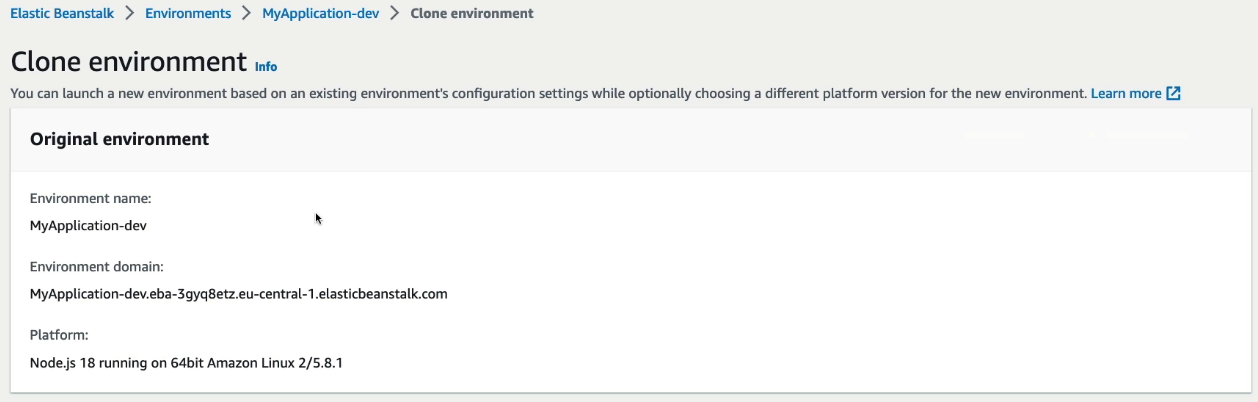 Elastic Beanstalk > Environments > MyApplication-dev > Clone environment
Clone environment Info
You can launch a new environment based on an existing environment's configuration settings while optionally choosing a different platform version for the new environment. Learn more
Original environment
Environment name:
MyApplication-dev
Environment domain:
MyApplication-dev.eba-3gyq8etz.eu-central-1.elasticbeanstalk.com
Platform:
Node.js 18 running on 64bit Amazon Linux 2/5.8.1